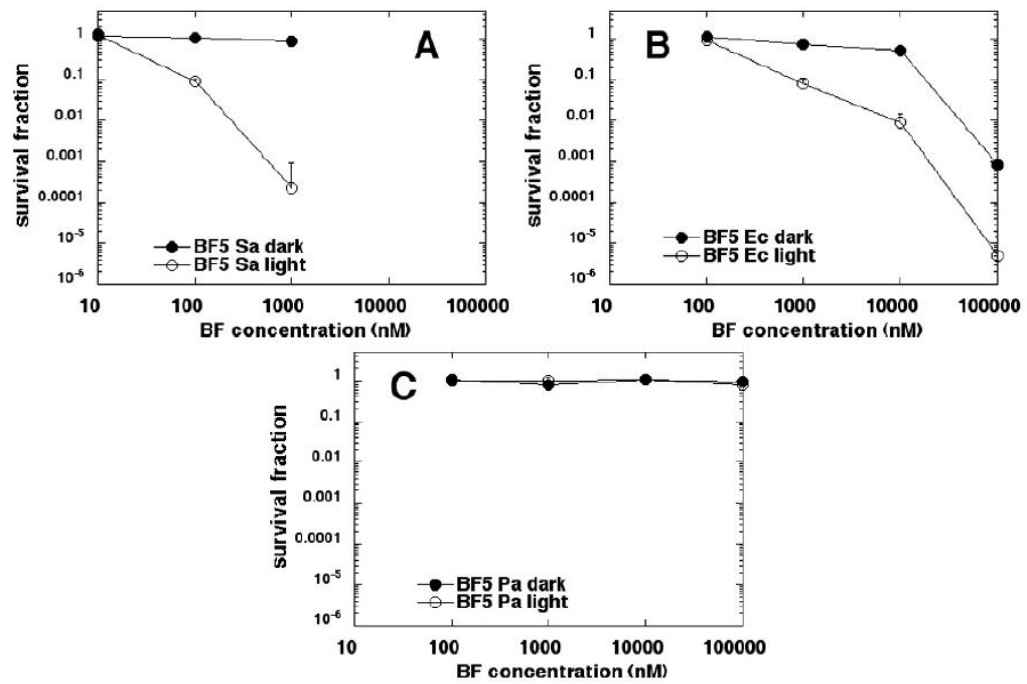 A
survival fraction
1
0.1
0.01
0.001
0.0001
10⁻⁵
10⁻⁶
BF5 Sa dark
BF5 Sa light
10 100 1000 10000 100000
BF concentration (nM)
B
survival fraction
1
0.1
0.01
0.001
0.0001
10⁻⁵
10⁻⁶
BF5 Ec dark
BF5 Ec light
10 100 1000 10000 100000
BF concentration (nM)
C
survival fraction
1
0.1
0.01
0.001
0.0001
10⁻⁵
10⁻⁶
BF5 Pa dark
BF5 Pa light
10 100 1000 10000 100000
BF concentration (nM)